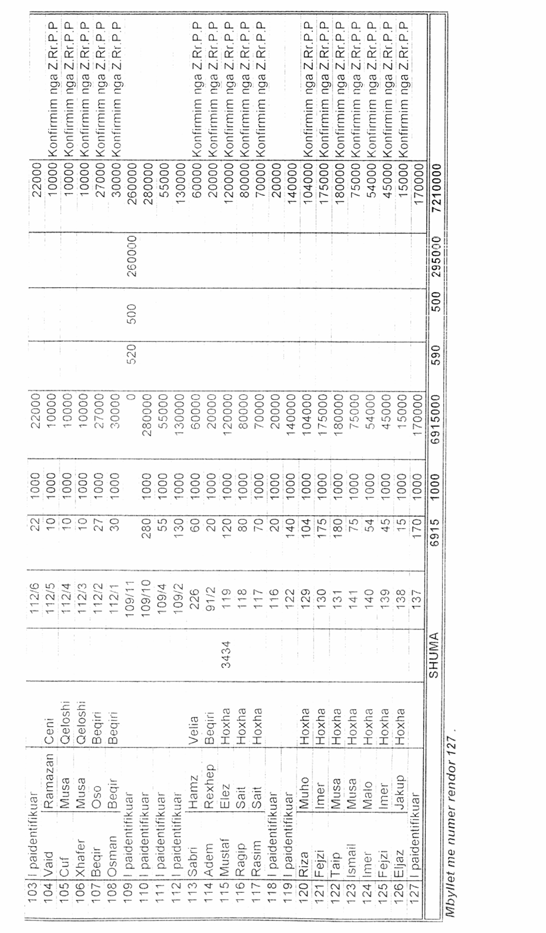 103 I paidentifikuar 112/6 22 1000 22000 22000
104 Vaid Ramazan Ceni 112/5 10 1000 10000 10000 Konfirmim nga Z.Rr.P.P
105 Cuf Musa Qeloshi 112/4 10 1000 10000 10000 Konfirmim nga Z.Rr.P.P
106 Xhafer Musa Qeloshi 112/3 10 1000 10000 10000 Konfirmim nga Z.Rr.P.P
107 Beqir Oso Beqiri 112/2 27 1000 27000 27000 Konfirmim nga Z.Rr.P.P
108 Osman Beqir Beqiri 112/1 30 1000 30000 30000 Konfirmim nga Z.Rr.P.P
109 I paidentifikuar 109/11 0 520 500 260000 260000
110 I paidentifikuar 109/10 280 1000 280000 280000
111 I paidentifikuar 109/4 55 1000 55000 55000
112 I paidentifikuar 109/2 130 1000 130000 130000
113 Sabri Hamz Velia 226 60 1000 60000 60000 Konfirmim nga Z.Rr.P.P
114 Adem Rexhep Beqiri 91/2 20 1000 20000 20000 Konfirmim nga Z.Rr.P.P
115 Mustaf Elez Hoxha 3434 119 120 1000 120000 120000 Konfirmim nga Z.Rr.P.P
116 Ragip Sait Hoxha 118 80 1000 80000 80000 Konfirmim nga Z.Rr.P.P
117 Rasim Sait Hoxha 117 70 1000 70000 70000 Konfirmim nga Z.Rr.P.P
118 I paidentifikuar 116 20 1000 20000 20000
119 I paidentifikuar 122 140 1000 140000 140000
120 Riza Muho Hoxha 129 104 1000 104000 104000 Konfirmim nga Z.Rr.P.P
121 Fejzi Imer Hoxha 130 175 1000 175000 175000 Konfirmim nga Z.Rr.P.P
122 Taip Musa Hoxha 131 180 1000 180000 180000 Konfirmim nga Z.Rr.P.P
123 Ismail Musa Hoxha 141 75 1000 75000 75000 Konfirmim nga Z.Rr.P.P
124 Imer Malo Hoxha 140 54 1000 54000 54000 Konfirmim nga Z.Rr.P.P
125 Fejzi Imer Hoxha 139 45 1000 45000 45000 Konfirmim nga Z.Rr.P.P
126 Eljaz Jakup Hoxha 138 15 1000 15000 15000 Konfirmim nga Z.Rr.P.P
127 I paidentifikuar 137 170 1000 170000 170000
SHUMA 6915 1000 6915000 590 500 295000 7210000
Mbyllet me numer rendor 127.